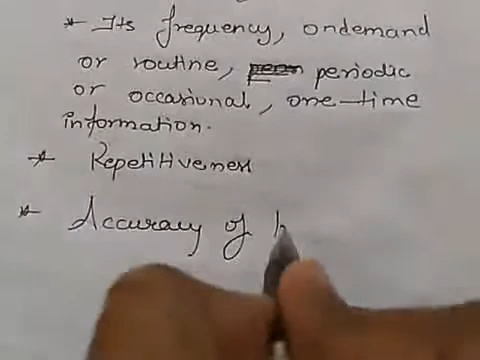 * Its frequency, ondemand
or routine, periodic
or occasional, one-time
information.
* Repetitiveness
* Accuracy of